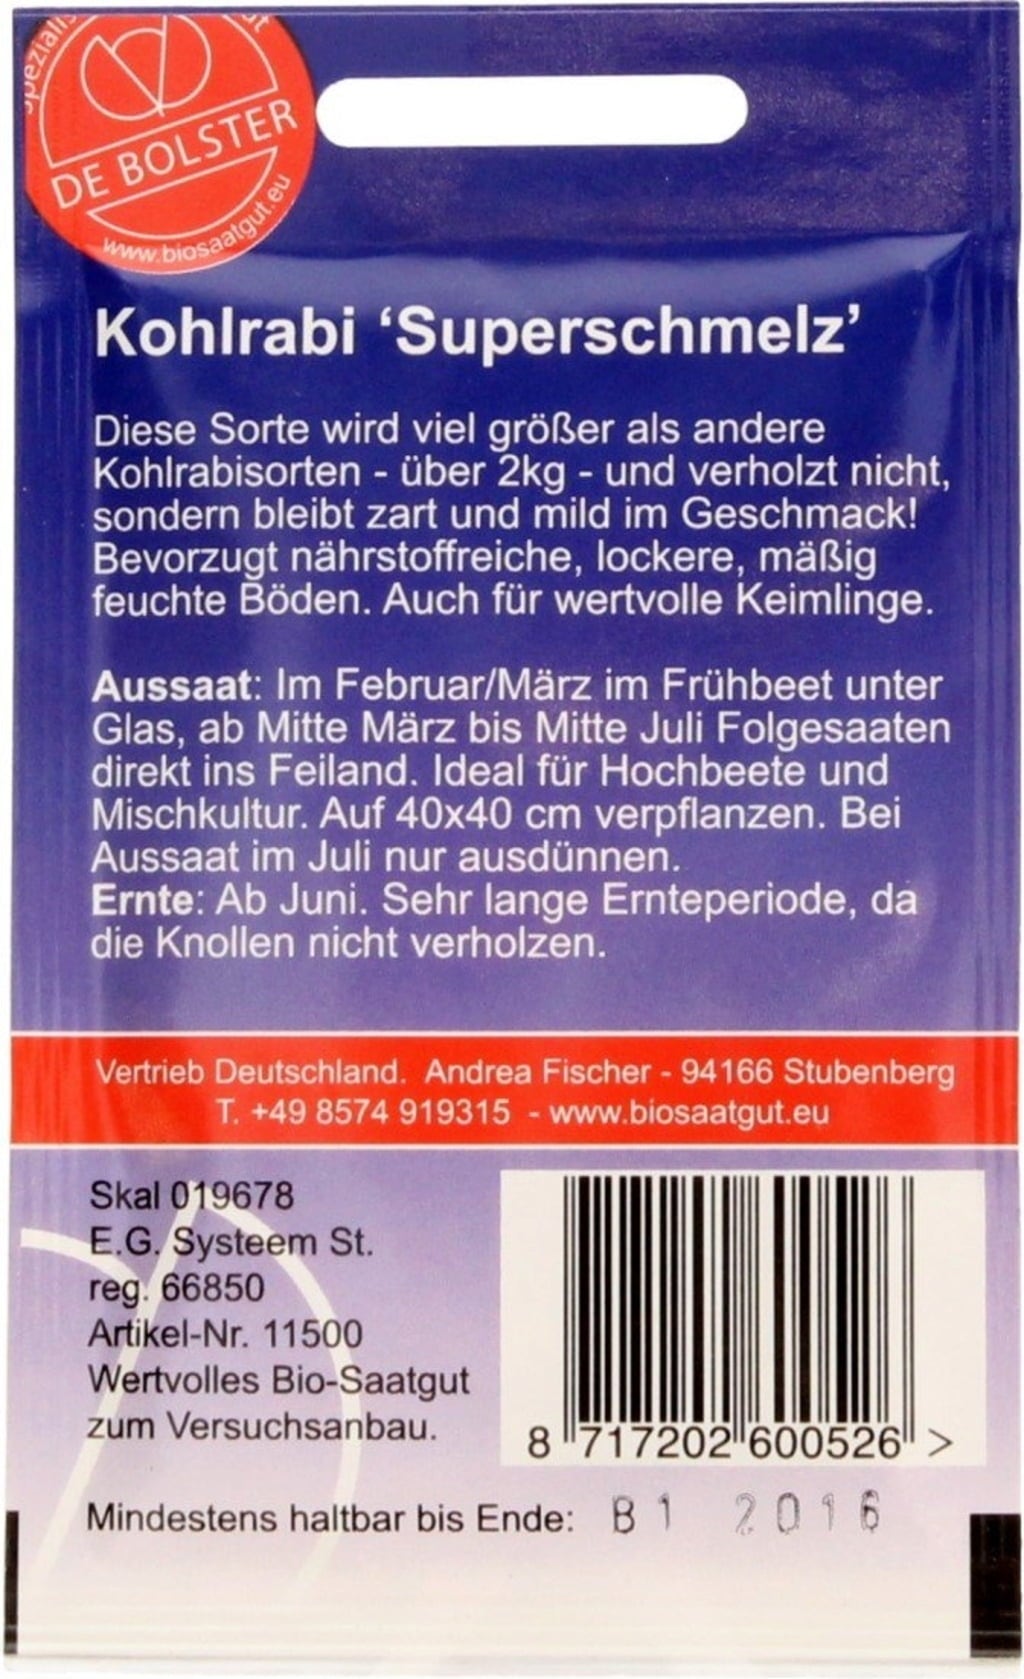 DE BOLSTER
www.biosaatgut.eu
Kohlrabi ‘Superschmelz’
Diese Sorte wird viel größer als andere
Kohlrabisorten - über 2kg - und verholzt nicht,
sondern bleibt zart und mild im Geschmack!
Bevorzugt nährstoffreiche, lockere, mäßig
feuchte Böden. Auch für wertvolle Keimlinge.
Aussaat: Im Februar/März im Frühbeet unter
Glas, ab Mitte März bis Mitte Juli Folgesaaten
direkt ins Feiland. Ideal für Hochbeete und
Mischkultur. Auf 40x40 cm verpflanzen. Bei
Aussaat im Juli nur ausdünnen.
Ernte: Ab Juni. Sehr lange Ernteperiode, da
die Knollen nicht verholzen.
Vertrieb Deutschland. Andrea Fischer - 94166 Stubenberg
T. +49 8574 919315 - www.biosaatgut.eu
Skal 019678
E.G. Systeem St.
reg. 66850
Artikel-Nr. 11500
Wertvolles Bio-Saatgut
zum Versuchsanbau.
8 717202 600526 >
Mindestens haltbar bis Ende: B1 2016